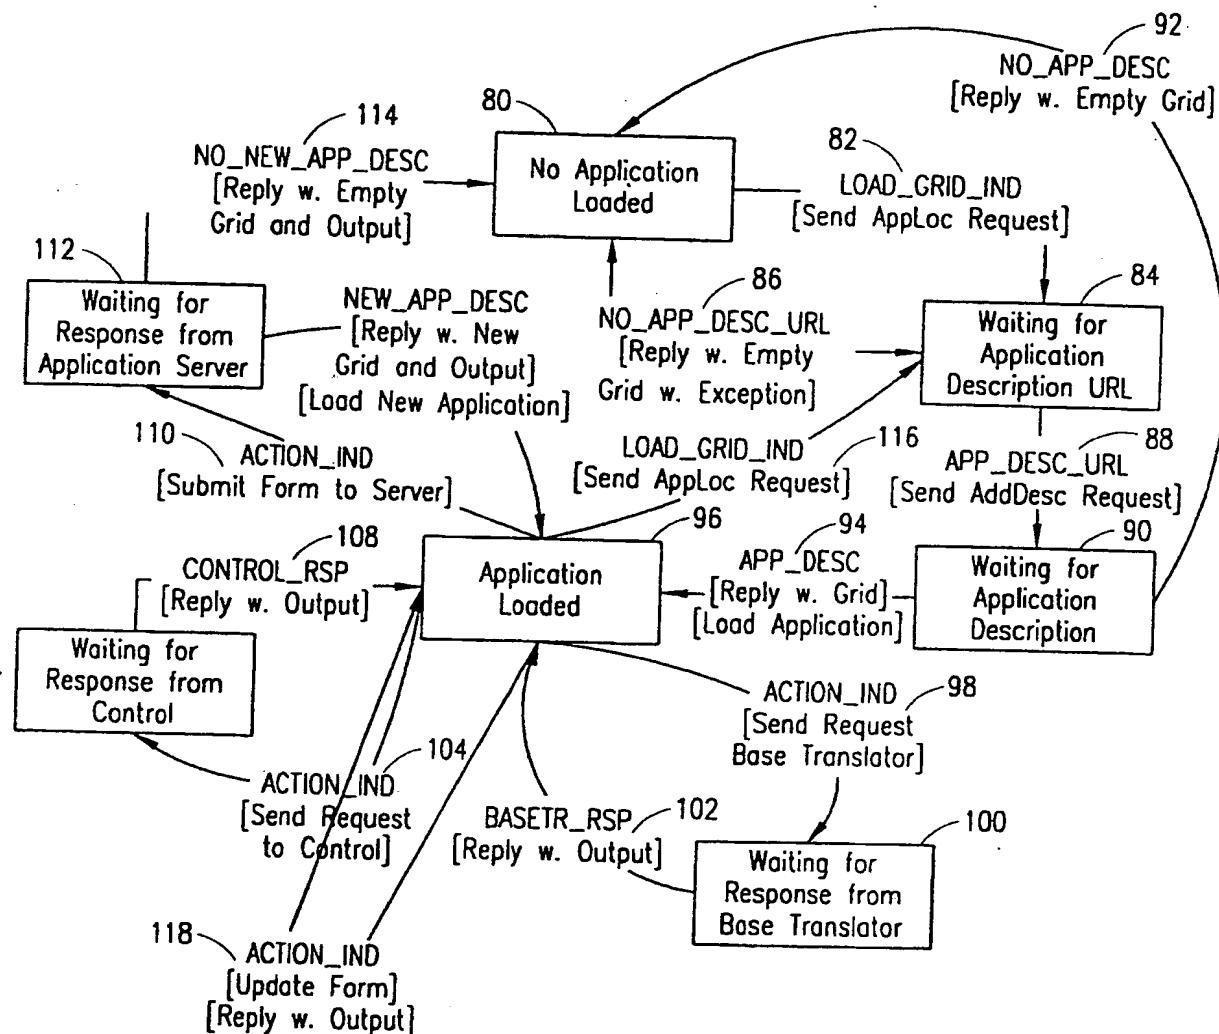 92
NO_APP_DESC
[Reply w. Empty Grid]
80
No Application
Loaded
114
NO_NEW_APP_DESC
[Reply w. Empty
Grid and Output]
82
LOAD_GRID_IND
[Send AppLoc Request]
112
Waiting for
Response from
Application Server
NEW_APP_DESC
[Reply w. New
Grid and Output]
[Load New Application]
86
NO_APP_DESC_URL
[Reply w. Empty
Grid w. Exception]
84
Waiting for
Application
Description URL
110
ACTION_IND
[Submit Form to Server]
LOAD_GRID_IND
116
[Send AppLoc Request]
88
APP_DESC_URL
[Send AddDesc Request]
108
CONTROL_RSP
[Reply w. Output]
96
Application
Loaded
94
APP_DESC
[Reply w. Grid]
[Load Application]
90
Waiting for
Application
Description
Waiting for
Response from
Control
104
ACTION_IND
[Send Request
to Control]
ACTION_IND
98
[Send Request
Base Translator]
102
BASETR_RSP
[Reply w. Output]
100
Waiting for
Response from
Base Translator
118
ACTION_IND
[Update Form]
[Reply w. Output]